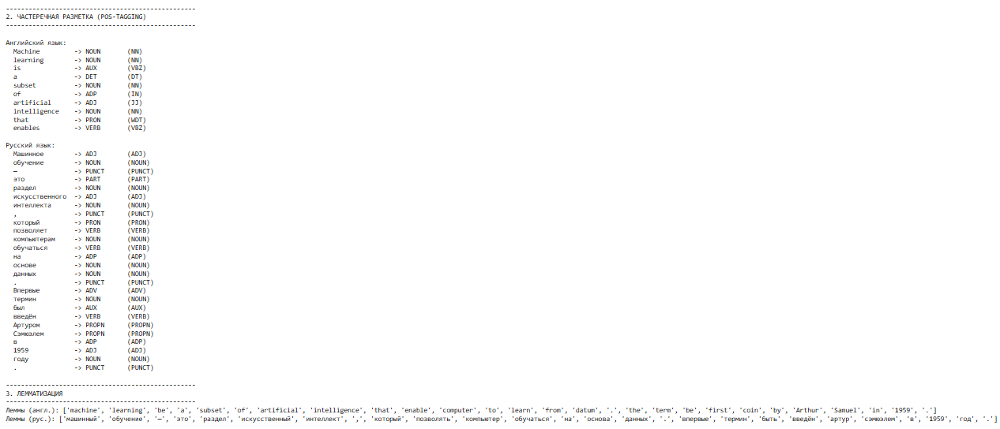 --------------------------------------------------
2. ЧАСТЕРЕЧНАЯ РАЗМЕТКА (POS-TAGGING)
--------------------------------------------------
Английский язык:
Machine -> NOUN (NN)
learning -> NOUN (NN)
is -> AUX (VBZ)
a -> DET (DT)
subset -> NOUN (NN)
of -> ADP (IN)
artificial -> ADJ (JJ)
intelligence -> NOUN (NN)
that -> PRON (WDT)
enables -> VERB (VBZ)
Русский язык:
Машинное -> ADJ (ADJ)
обучение -> NOUN (NOUN)
— -> PUNCT (PUNCT)
это -> PART (PART)
раздел -> NOUN (NOUN)
искусственного -> ADJ (ADJ)
интеллекта -> NOUN (NOUN)
, -> PUNCT (PUNCT)
который -> PRON (PRON)
позволяет -> VERB (VERB)
компьютерам -> NOUN (NOUN)
обучаться -> VERB (VERB)
на -> ADP (ADP)
основе -> NOUN (NOUN)
данных -> NOUN (NOUN)
. -> PUNCT (PUNCT)
Впервые -> ADV (ADV)
термин -> NOUN (NOUN)
был -> AUX (AUX)
введён -> VERB (VERB)
Артуром -> PROPN (PROPN)
Сэмюэлем -> PROPN (PROPN)
в -> ADP (ADP)
1959 -> ADJ (ADJ)
году -> NOUN (NOUN)
. -> PUNCT (PUNCT)
--------------------------------------------------
3. ЛЕММАТИЗАЦИЯ
--------------------------------------------------
Леммы (англ.): ['machine', 'learning', 'be', 'a', 'subset', 'of', 'artificial', 'intelligence', 'that', 'enable', 'computer', 'to', 'learn', 'from', 'datum', '.', 'the', 'term', 'be', 'first', 'coin', 'by', 'Arthur', 'Samuel', 'in', '1959', '.']
Леммы (рус.): ['машинный', 'обучение', '—', 'это', 'раздел', 'искусственный', 'интеллект', ',', 'который', 'позволять', 'компьютер', 'обучаться', 'на', 'основа', 'данных', '.', 'впервые', 'термин', 'быть', 'введён', 'артур', 'сэмюэлем', 'в', '1959', 'год', '.']